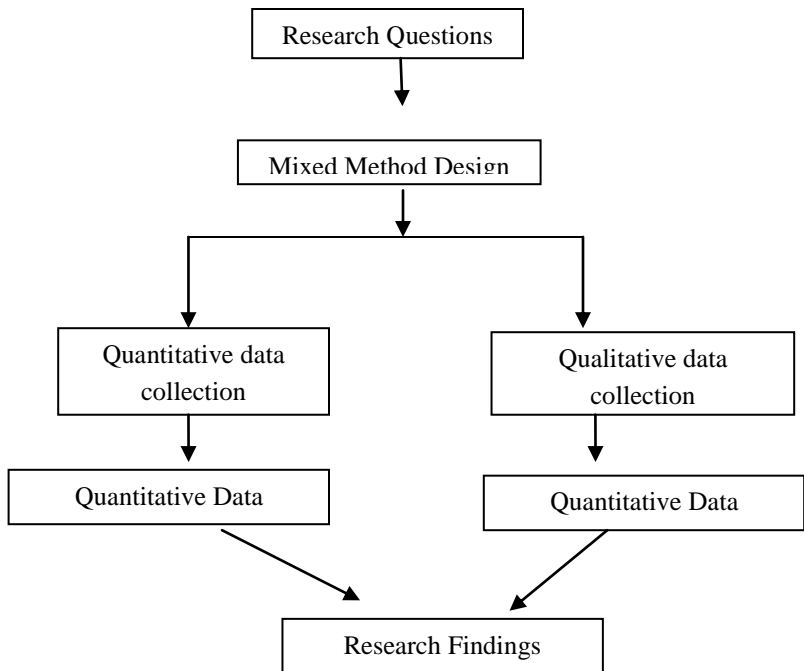 Research Questions
Mixed Method Design
Quantitative data
collection
Qualitative data
collection
Quantitative Data
Quantitative Data
Research Findings